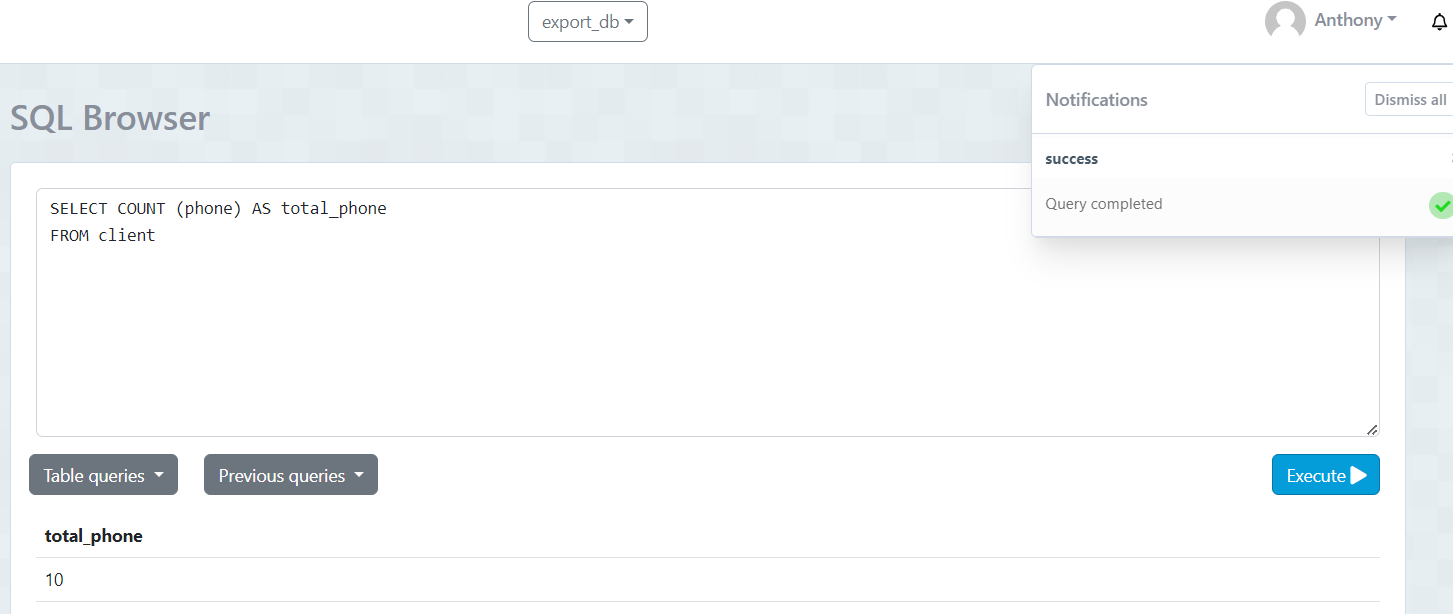 export_db
Anthony
SQL Browser
Notifications
Dismiss all
success
Query completed
SELECT COUNT (phone) AS total_phone
FROM client
Table queries
Previous queries
Execute
total_phone
10